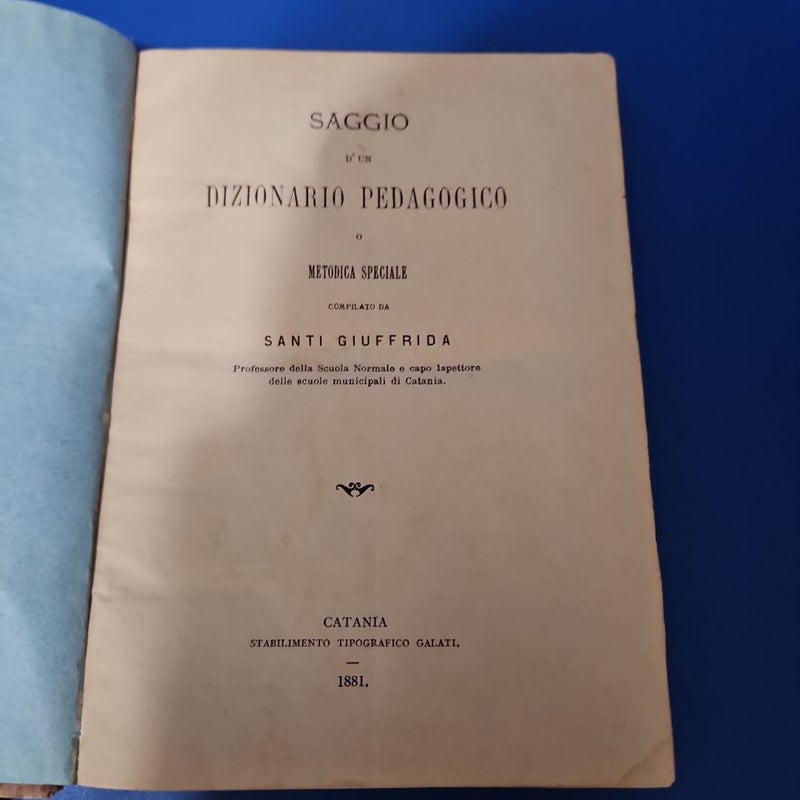 SAGGIO
D'UN
DIZIONARIO PEDAGOGICO
O
METODICA SPECIALE
COMPILATO DA
SANTI GIUFFRIDA
Professore della Scuola Normale e capo Ispettore
delle scuole municipali di Catania.
CATANIA
STABILIMENTO TIPOGRAFICO GALATI.
1881.